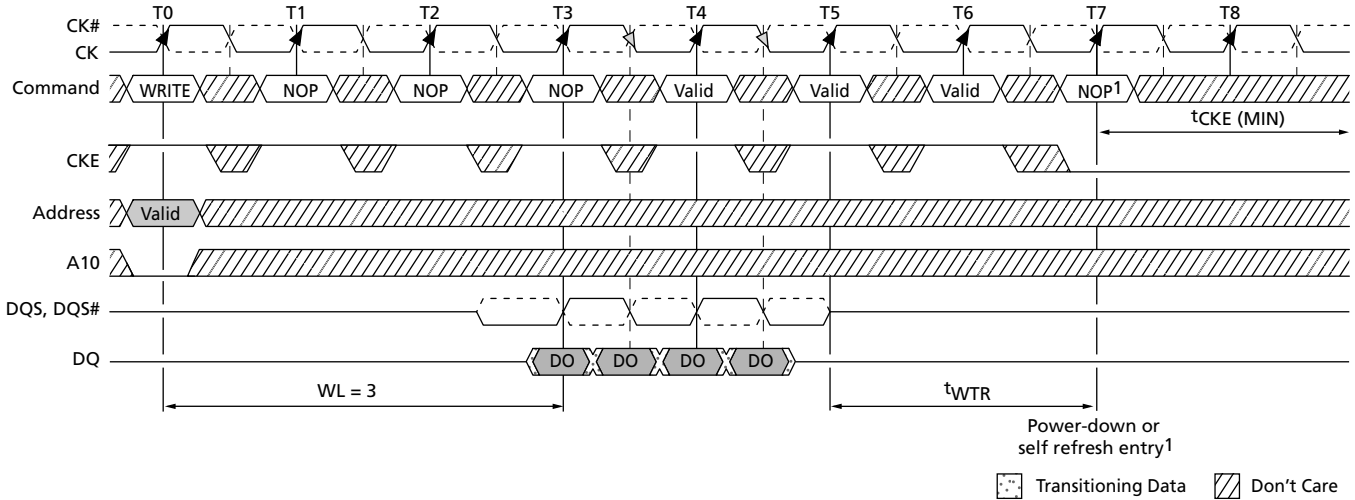 T0 T1 T2 T3 T4 T5 T6 T7 T8
CK#
CK
Command WRITE NOP NOP NOP Valid Valid Valid NOP1
tCKE (MIN)
CKE
Address Valid
A10
DQS, DQS#
DQ DO DO DO DO
WL = 3 tWTR
Power-down or
self refresh entry1
Transitioning Data Don't Care